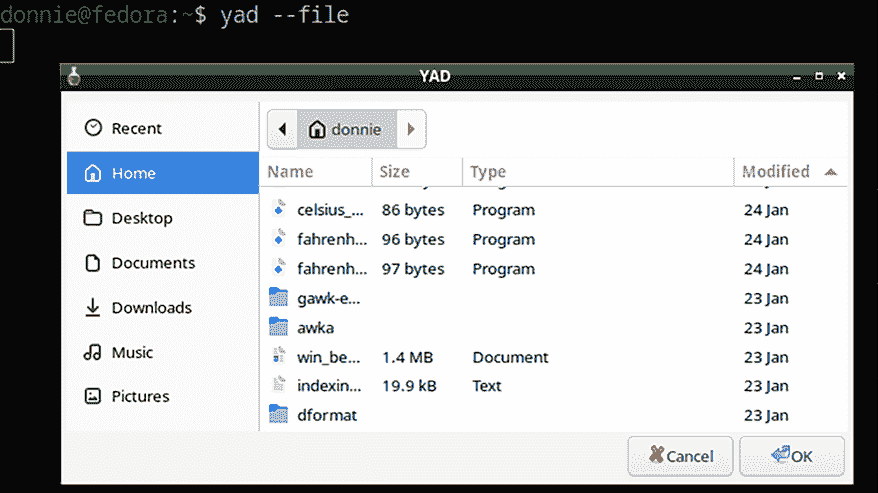 donnie@fedora:~$ yad --file
YAD
Recent
Home
Desktop
Documents
Downloads
Music
Pictures
donnie
Name Size Type Modified
celsius_... 86 bytes Program 24 Jan
fahrenh... 96 bytes Program 24 Jan
fahrenh... 97 bytes Program 24 Jan
gawk-e... 23 Jan
awka 23 Jan
win_be... 1.4 MB Document 23 Jan
indexin... 19.9 kB Text 23 Jan
dformat 23 Jan
Cancel OK